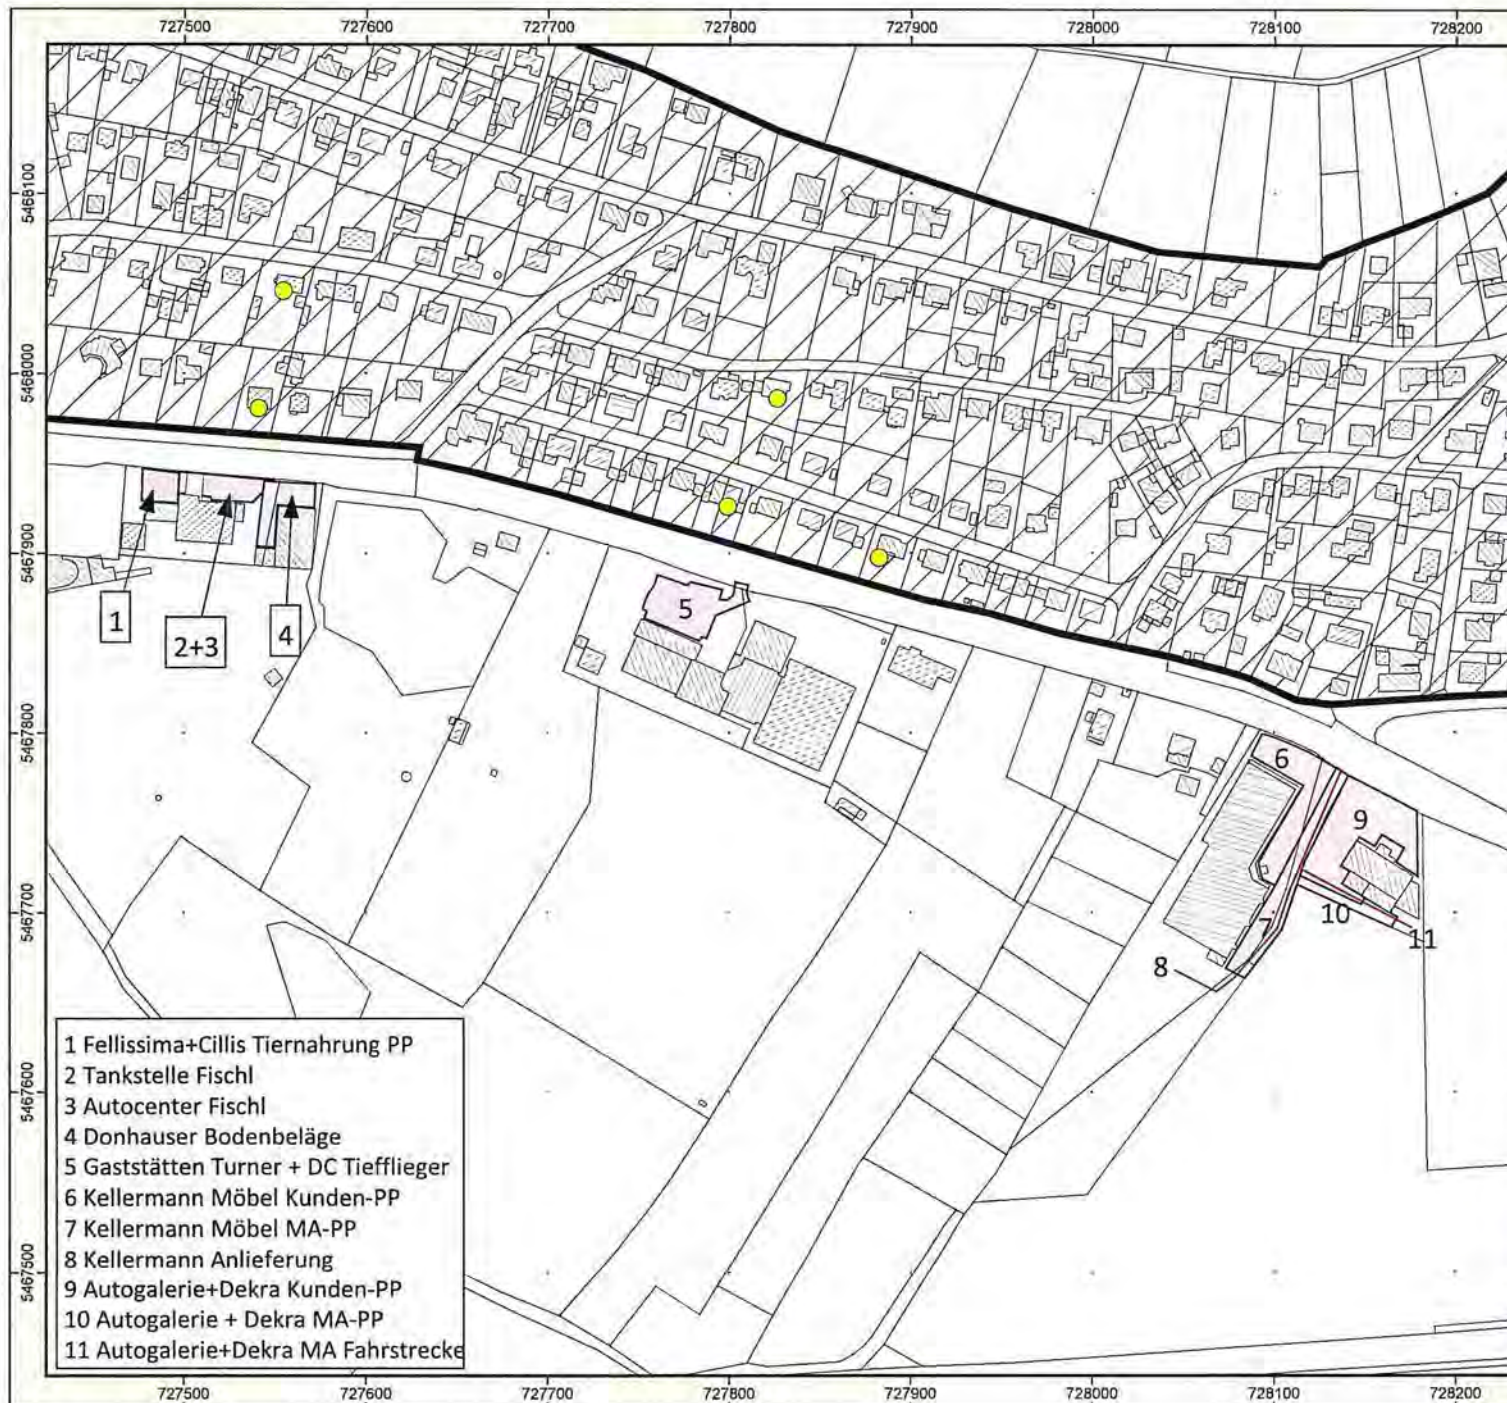 727500 727600 727700 727800 727900 728000 728100 728200
5468100
5468000
5467900
5467800
5467700
5467600
5467500
1
2+3
4
5
6
9
7
10
11
8
1 Fellissima+Cillis Tiernahrung PP
2 Tankstelle Fischl
3 Autocenter Fischl
4 Donhauser Bodenbeläge
5 Gaststätten Turner + DC Tiefflieger
6 Kellermann Möbel Kunden-PP
7 Kellermann Möbel MA-PP
8 Kellermann Anlieferung
9 Autogalerie+Dekra Kunden-PP
10 Autogalerie + Dekra MA-PP
11 Autogalerie+Dekra MA Fahrstrecke
727500 727600 727700 727800 727900 728000 728100 728200